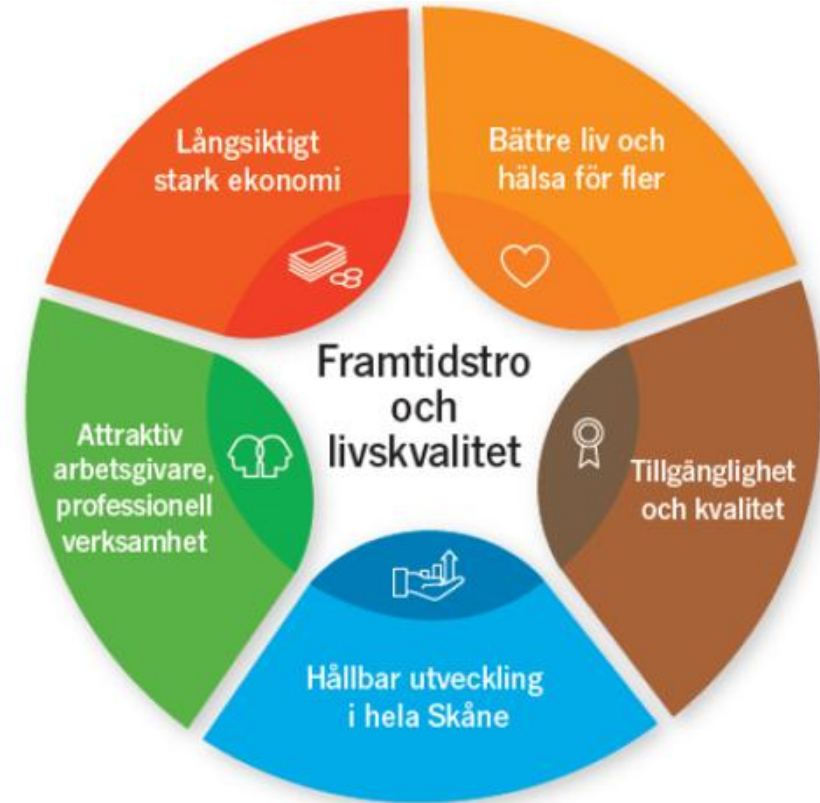 Långsiktigt
stark ekonomi
Bättre liv och
hälsa för fler
Framtidstro
och
livskvalitet
Attraktiv
arbetsgivare,
professionell
verksamhet
Tillgänglighet
och kvalitet
Hållbar utveckling
i hela Skåne